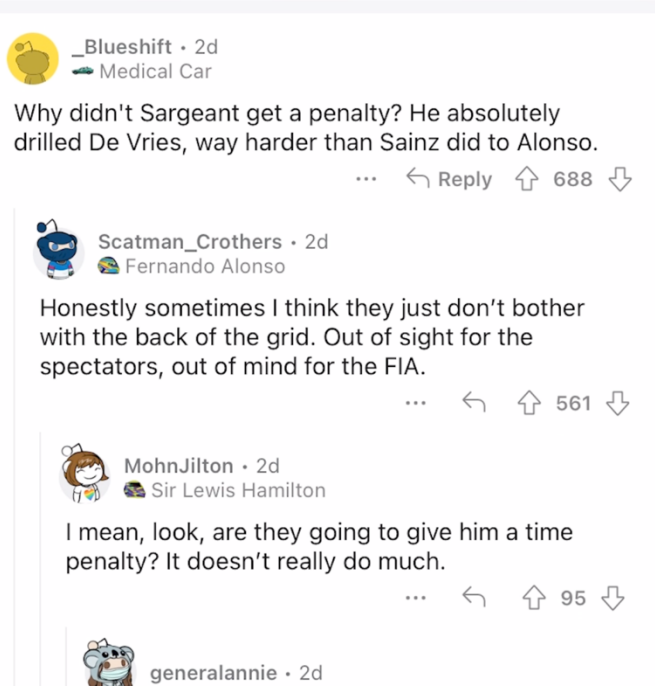 _Blueshift • 2d
Medical Car
Why didn't Sargeant get a penalty? He absolutely
drilled De Vries, way harder than Sainz did to Alonso.
... Reply 688
Scatman_Crothers • 2d
Fernando Alonso
Honestly sometimes I think they just don't bother
with the back of the grid. Out of sight for the
spectators, out of mind for the FIA.
... 561
MohnJilton • 2d
Sir Lewis Hamilton
I mean, look, are they going to give him a time
penalty? It doesn't really do much.
... 95
generalannie • 2d